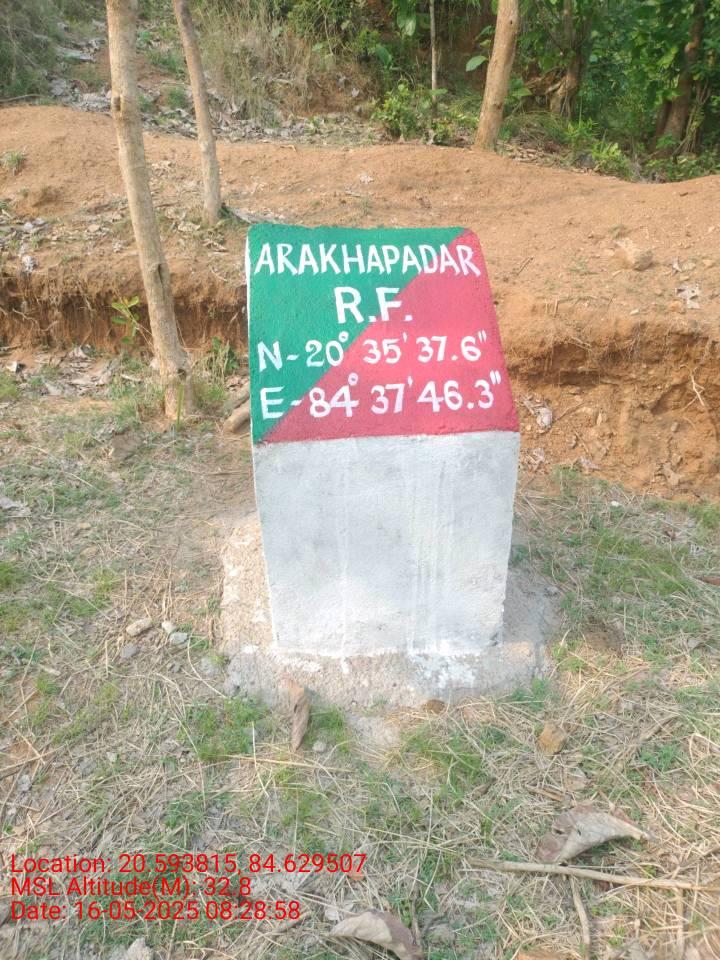 ARAKHAPADAR
R.F.
N-20° 35' 37.6"
E-84° 37' 46.3"
Location: 20.593815, 84.629507
MSL Altitude(M): 32.8
Date: 16-05-2025 08:28:58